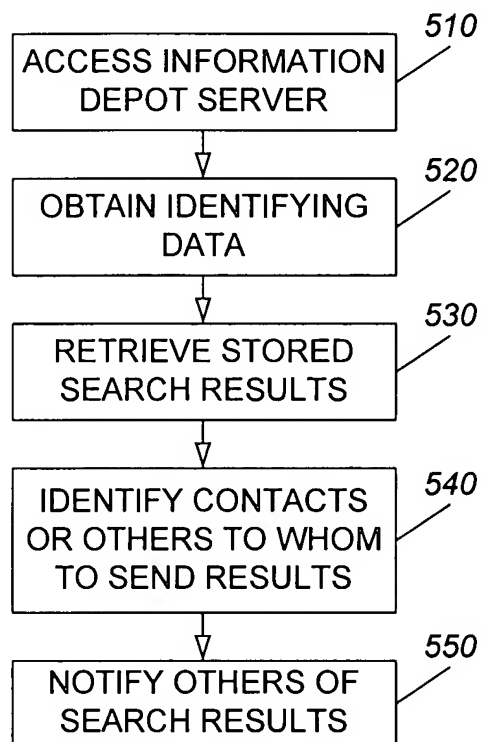 510
ACCESS INFORMATION
DEPOT SERVER
520
OBTAIN IDENTIFYING
DATA
530
RETRIEVE STORED
SEARCH RESULTS
540
IDENTIFY CONTACTS
OR OTHERS TO WHOM
TO SEND RESULTS
550
NOTIFY OTHERS OF
SEARCH RESULTS